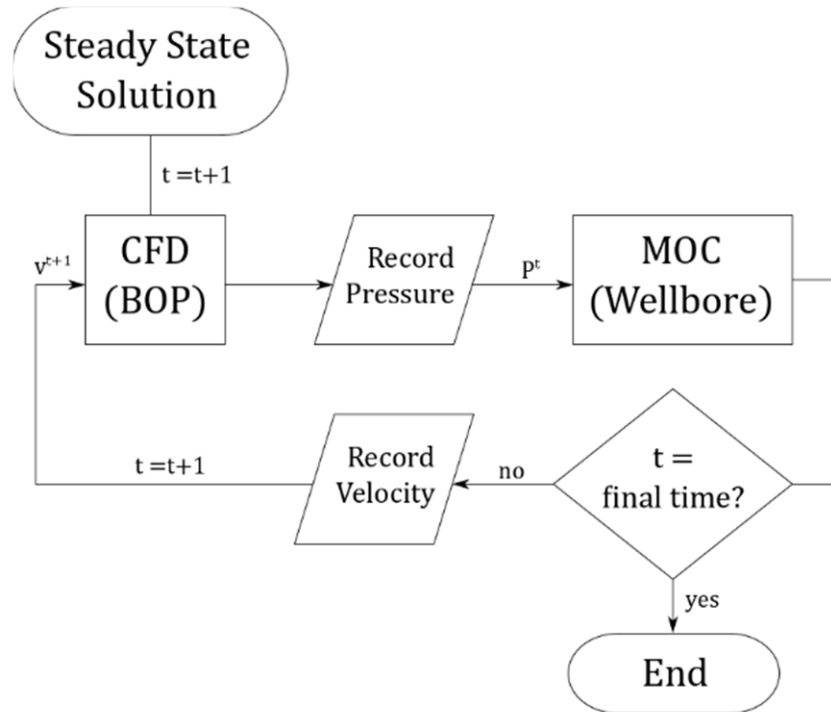 Steady State
Solution
t =t+1
v^t+1
CFD
(BOP)
Record
Pressure
P^t
MOC
(Wellbore)
t =t+1
Record
Velocity
no
t =
final time?
yes
End